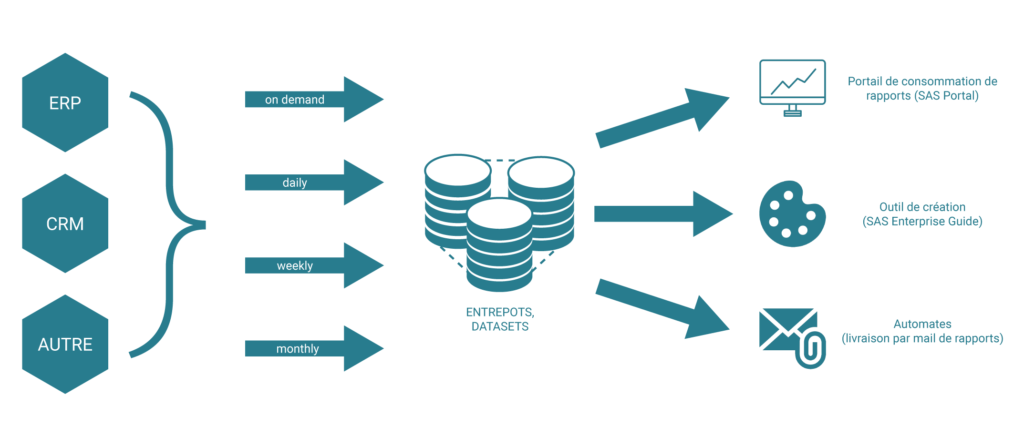 ERP
CRM
AUTRE
on demand
daily
weekly
monthly
ENTREPOTS,
DATASETS
Portail de consommation de
rapports (SAS Portal)
Outil de création
(SAS Enterprise Guide)
Automates
(livraison par mail de rapports)